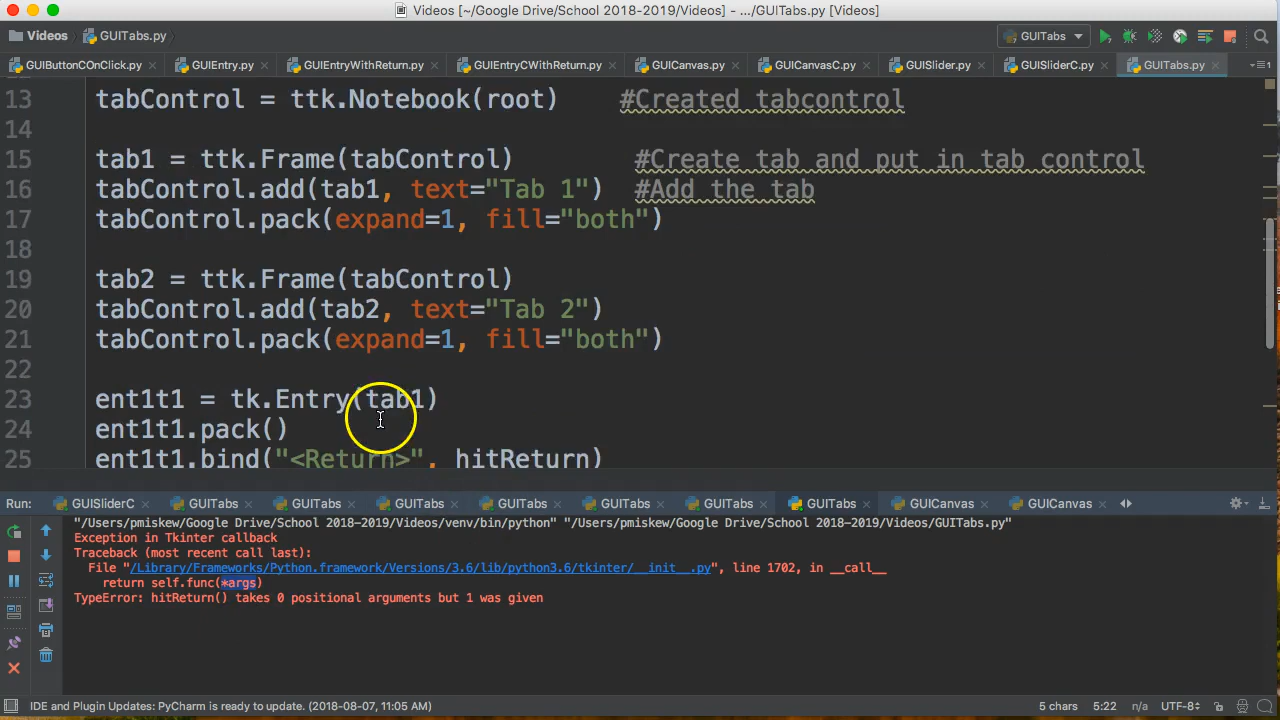 Videos [~/Google Drive/School 2018-2019/Videos] - .../GUITabs.py [Videos]
Videos GUITabs.py GUITabs
GUIButtonCOnClick.py GUIEntry.py GUIEntryWithReturn.py GUIEntryCWithReturn.py GUICanvas.py GUICanvasC.py GUISlider.py GUISliderC.py GUITabs.py
13 tabControl = ttk.Notebook(root) #Created tabcontrol
14
15 tab1 = ttk.Frame(tabControl) #Create tab and put in tab control
16 tabControl.add(tab1, text="Tab 1") #Add the tab
17 tabControl.pack(expand=1, fill="both")
18
19 tab2 = ttk.Frame(tabControl)
20 tabControl.add(tab2, text="Tab 2")
21 tabControl.pack(expand=1, fill="both")
22
23 ent1t1 = tk.Entry(tab1)
24 ent1t1.pack()
25 ent1t1.bind("<Return>", hitReturn)
Run: GUISliderC GUITabs GUITabs GUITabs GUITabs GUITabs GUITabs GUITabs GUICanvas GUICanvas
"/Users/pmiskew/Google Drive/School 2018-2019/Videos/venv/bin/python" "/Users/pmiskew/Google Drive/School 2018-2019/Videos/GUITabs.py"
Exception in Tkinter callback
Traceback (most recent call last):
File "/Library/Frameworks/Python.framework/Versions/3.6/lib/python3.6/tkinter/__init__.py", line 1702, in __call__
return self.func(*args)
TypeError: hitReturn() takes 0 positional arguments but 1 was given
IDE and Plugin Updates: PyCharm is ready to update. (2018-08-07, 11:05 AM) 5 chars 5:22 n/a UTF-8